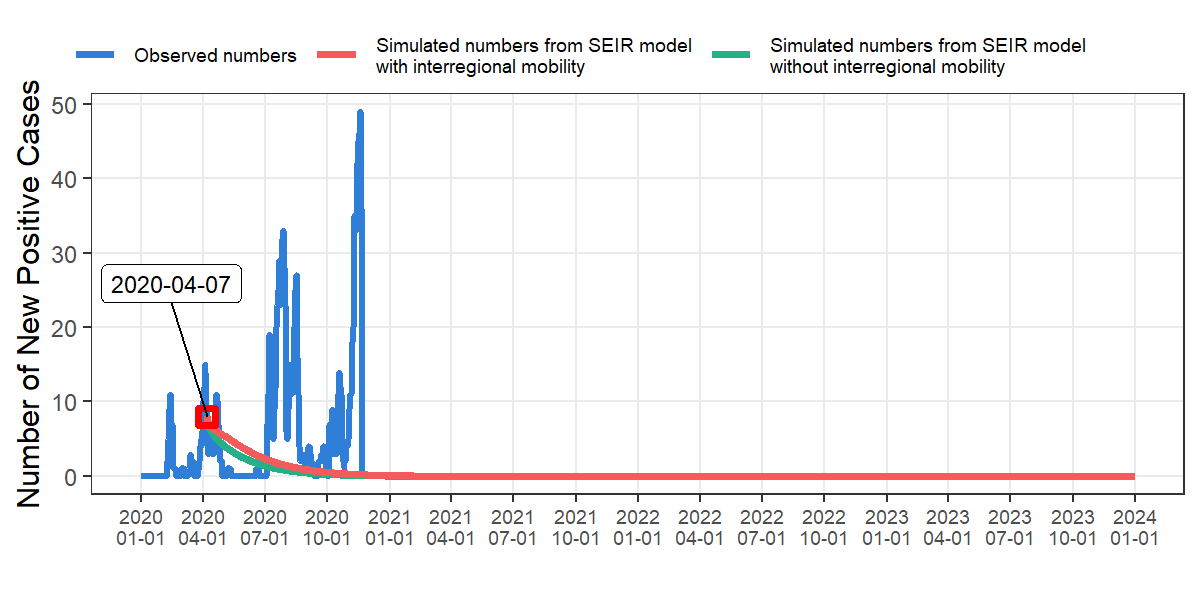 Observed numbers
Simulated numbers from SEIR model
with interregional mobility
Simulated numbers from SEIR model
without interregional mobility
Number of New Positive Cases
50
40
30
20
10
0
2020-04-07
2020 2020 2020 2020 2021 2021 2021 2021 2022 2022 2022 2022 2023 2023 2023 2023 2024
01-01 04-01 07-01 10-01 01-01 04-01 07-01 10-01 01-01 04-01 07-01 10-01 01-01 04-01 07-01 10-01 01-01